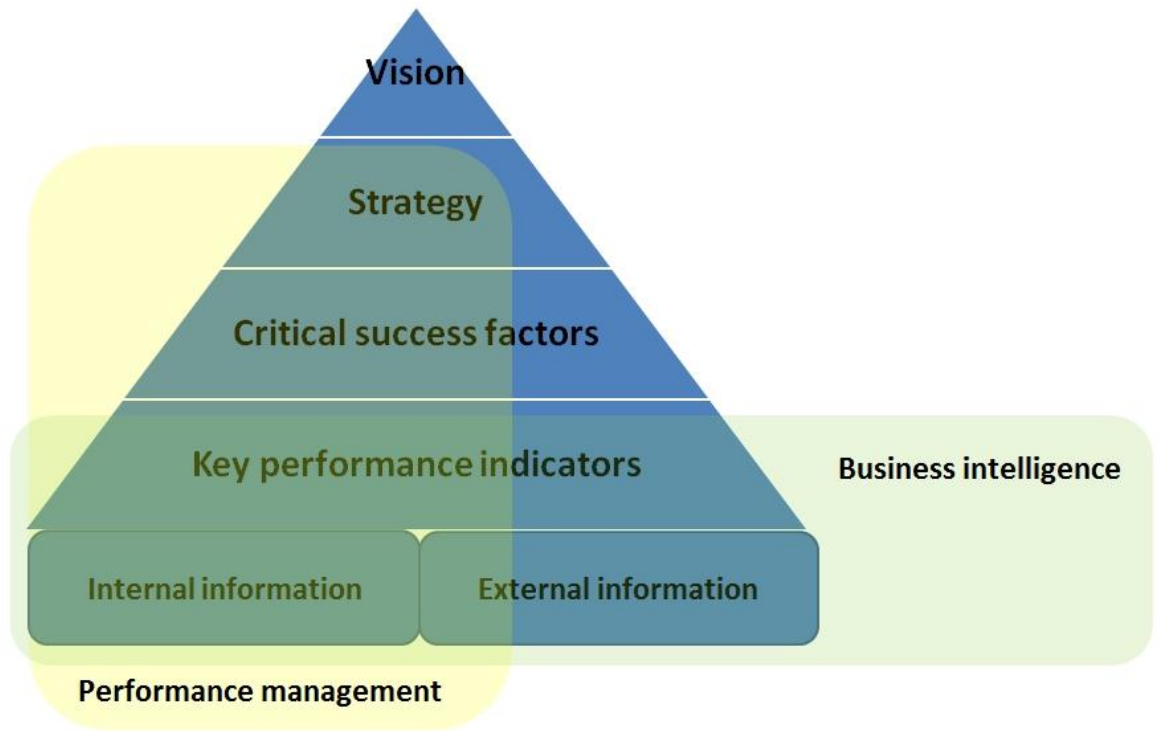 Vision
Strategy
Critical success factors
Key performance indicators
Business intelligence
Internal information
External information
Performance management